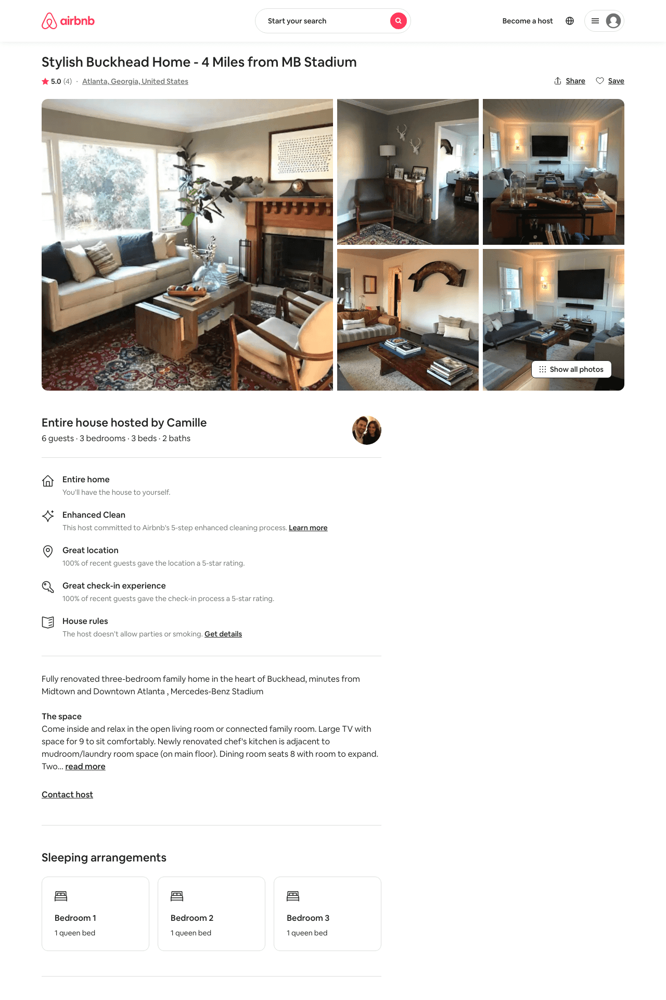 airbnb
Start your search
Become a host
Stylish Buckhead Home - 4 Miles from MB Stadium
5.0 (4) · Atlanta, Georgia, United States
Share
Save
Show all photos
Entire house hosted by Camille
6 guests · 3 bedrooms · 3 beds · 2 baths
Entire home
You’ll have the house to yourself.
Enhanced Clean
This host committed to Airbnb's 5-step enhanced cleaning process. Learn more
Great location
100% of recent guests gave the location a 5-star rating.
Great check-in experience
100% of recent guests gave the check-in process a 5-star rating.
House rules
The host doesn’t allow parties or smoking. Get details
Fully renovated three-bedroom family home in the heart of Buckhead, minutes from
Midtown and Downtown Atlanta , Mercedes-Benz Stadium
The space
Come inside and relax in the open living room or connected family room. Large TV with
space for 9 to sit comfortably. Newly renovated chef's kitchen is adjacent to
mudroom/laundry room space (on main floor). Dining room seats 8 with room to expand.
Two... read more
Contact host
Sleeping arrangements
Bedroom 1
1 queen bed
Bedroom 2
1 queen bed
Bedroom 3
1 queen bed